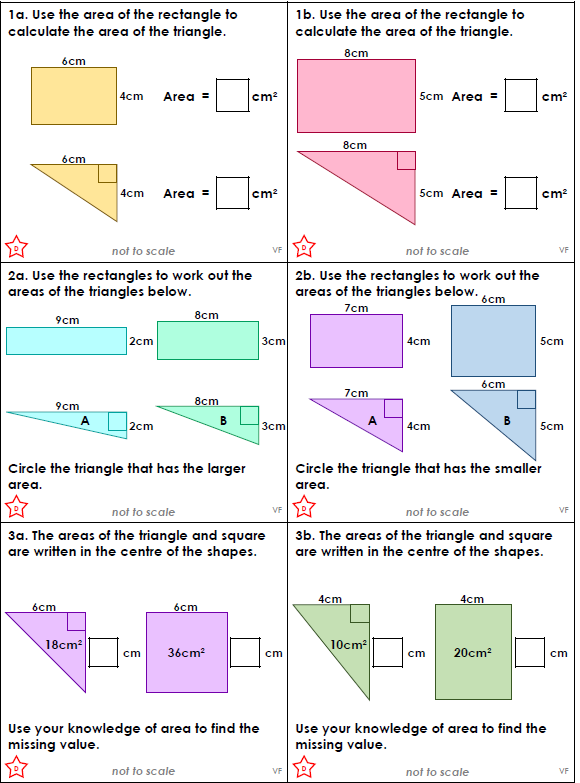 1a. Use the area of the rectangle to
calculate the area of the triangle.
6cm
4cm Area = cm²
6cm
4cm Area = cm²
D
not to scale
VF
1b. Use the area of the rectangle to
calculate the area of the triangle.
8cm
5cm Area = cm²
8cm
5cm Area = cm²
D
not to scale
VF
2a. Use the rectangles to work out the
areas of the triangles below.
9cm
2cm
8cm
3cm
9cm
A
2cm
8cm
B
3cm
Circle the triangle that has the larger
area.
D
not to scale
VF
2b. Use the rectangles to work out the
areas of the triangles below.
7cm
4cm
6cm
5cm
7cm
A
4cm
6cm
B
5cm
Circle the triangle that has the smaller
area.
D
not to scale
VF
3a. The areas of the triangle and square
are written in the centre of the shapes.
6cm
18cm²
cm
6cm
36cm²
cm
Use your knowledge of area to find the
missing value.
D
not to scale
VF
3b. The areas of the triangle and square
are written in the centre of the shapes.
4cm
10cm²
cm
4cm
20cm²
cm
Use your knowledge of area to find the
missing value.
D
not to scale
VF